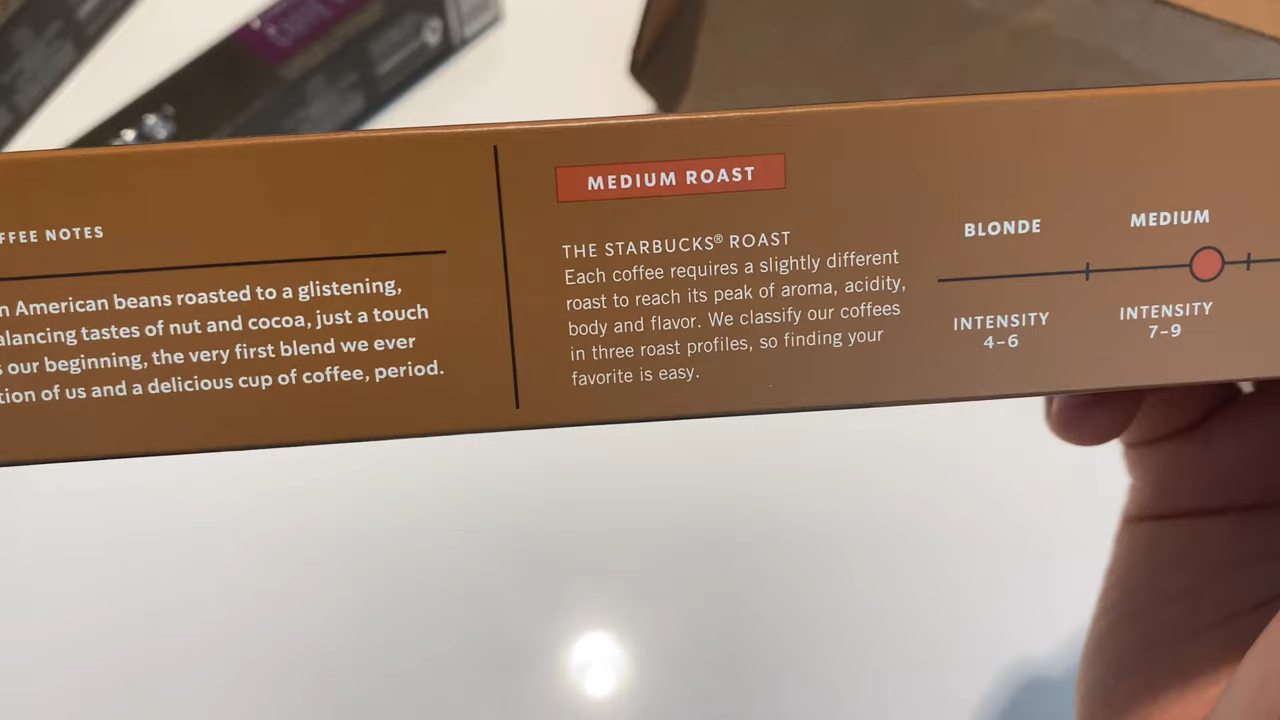 FFEE NOTES
n American beans roasted to a glistening,
alancing tastes of nut and cocoa, just a touch
s our beginning, the very first blend we ever
tion of us and a delicious cup of coffee, period.
MEDIUM ROAST
THE STARBUCKS® ROAST
Each coffee requires a slightly different
roast to reach its peak of aroma, acidity,
body and flavor. We classify our coffees
in three roast profiles, so finding your
favorite is easy.
BLONDE
MEDIUM
INTENSITY
4-6
INTENSITY
7-9